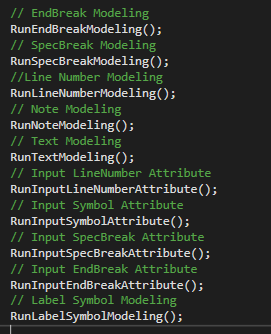 // EndBreak Modeling
RunEndBreakModeling();
// SpecBreak Modeling
RunSpecBreakModeling();
//Line Number Modeling
RunLineNumberModeling();
// Note Modeling
RunNoteModeling();
// Text Modeling
RunTextModeling();
// Input LineNumber Attribute
RunInputLineNumberAttribute();
// Input Symbol Attribute
RunInputSymbolAttribute();
// Input SpecBreak Attribute
RunInputSpecBreakAttribute();
// Input EndBreak Attribute
RunInputEndBreakAttribute();
// Label Symbol Modeling
RunLabelSymbolModeling();